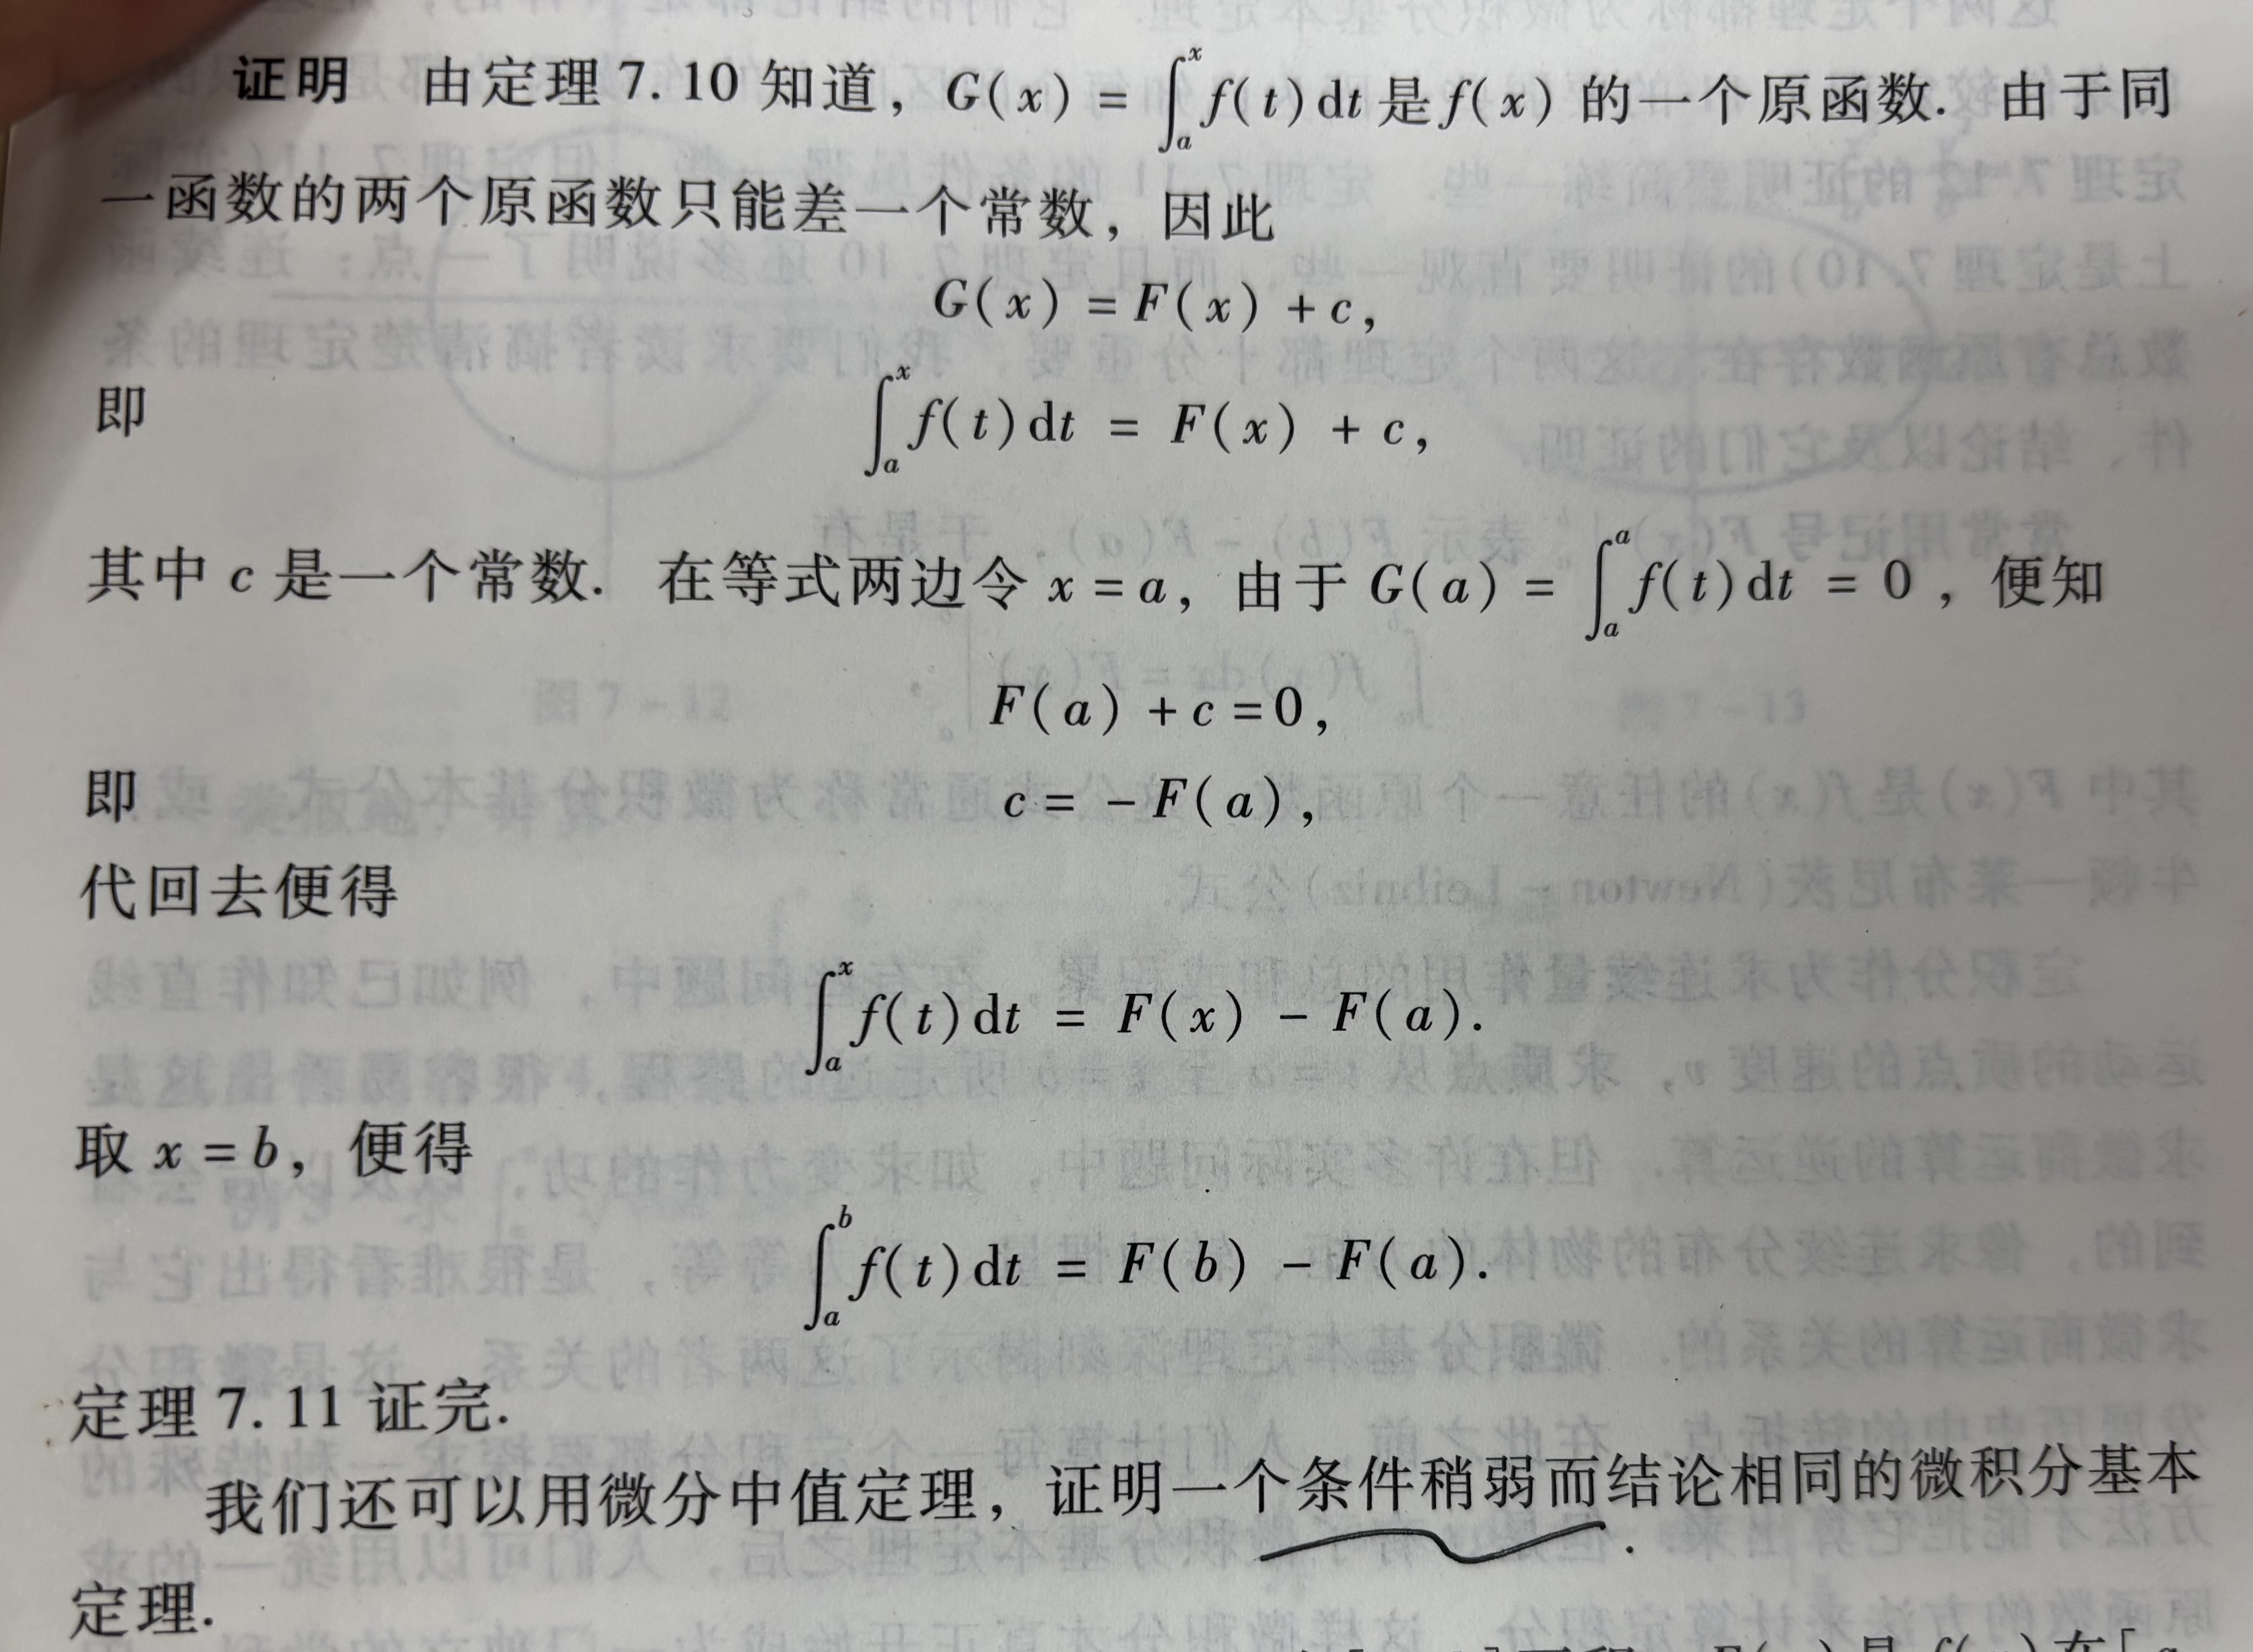 证明 由定理 7.10 知道, G(x) = ∫ₐˣ f(t)dt 是 f(x) 的一个原函数. 由于同
一函数的两个原函数只能差一个常数, 因此
G(x) = F(x) + c,
即 ∫ₐˣ f(t)dt = F(x) + c,
其中 c 是一个常数. 在等式两边令 x = a, 由于 G(a) = ∫ₐᵃ f(t)dt = 0 , 便知
F(a) + c = 0,
即 c = - F(a),
代回去便得
∫ₐˣ f(t)dt = F(x) - F(a).
取 x = b, 便得
∫ₐᵇ f(t)dt = F(b) - F(a).
定理 7.11 证完.
我们还可以用微分中值定理, 证明一个条件稍弱而结论相同的微积分基本
定理.